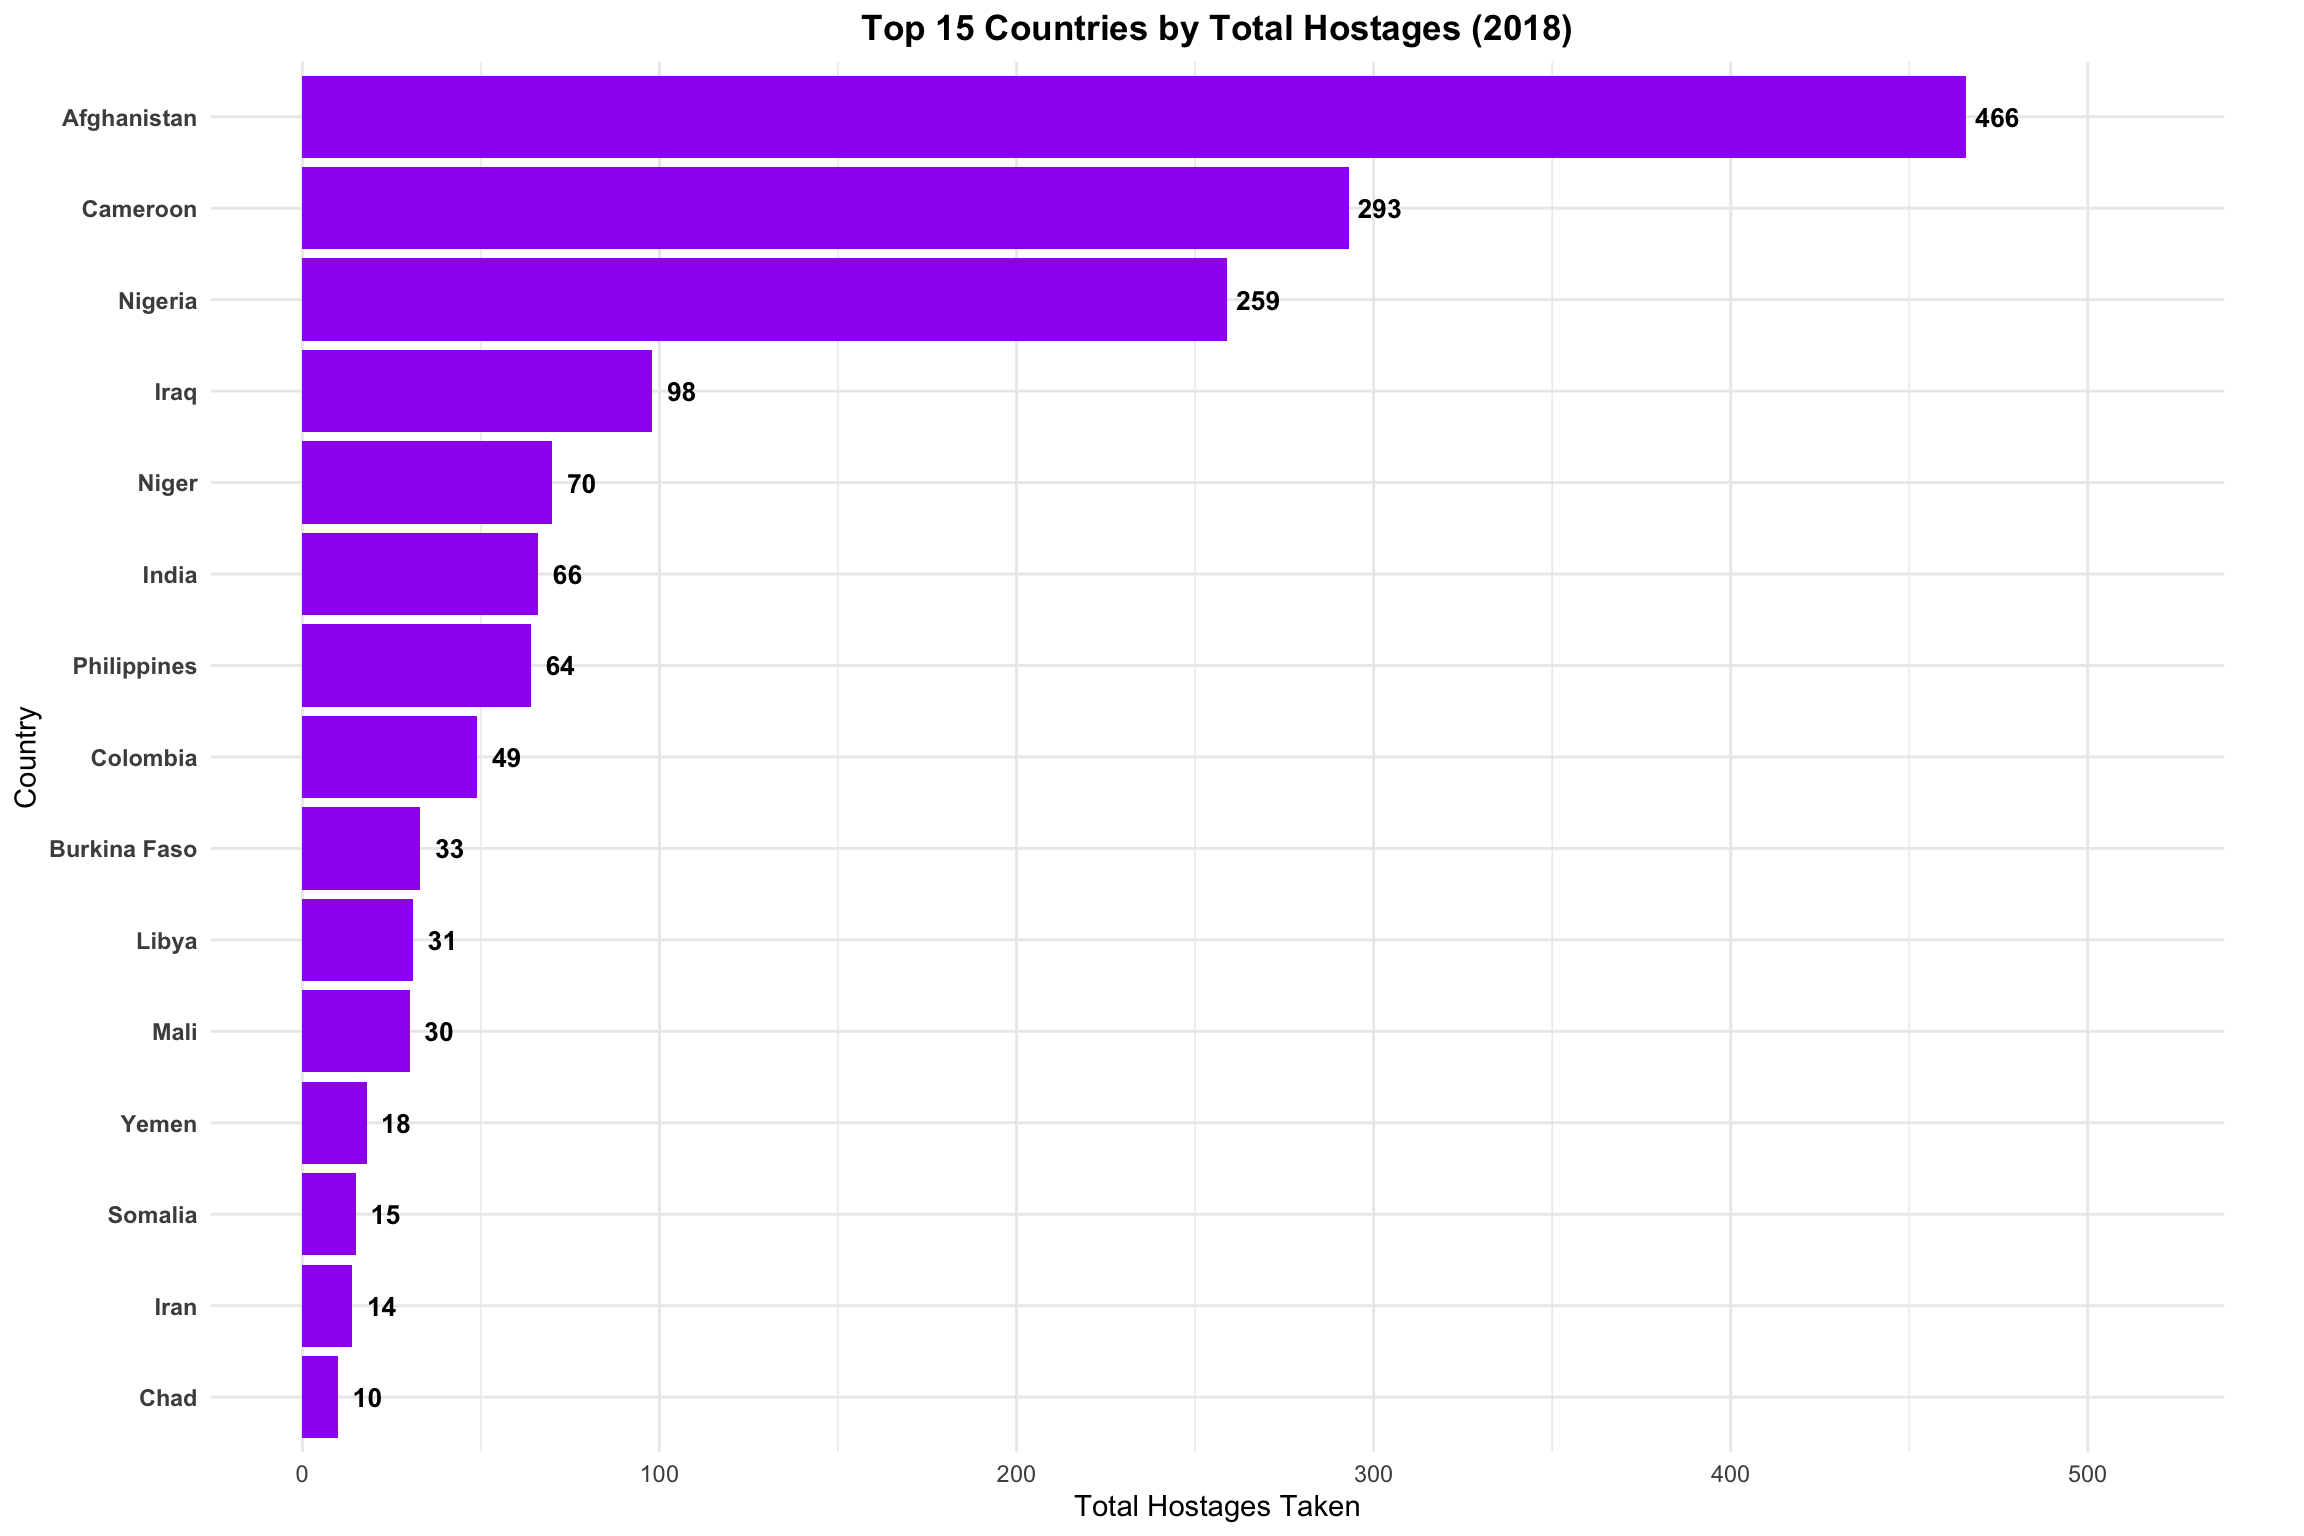 Top 15 Countries by Total Hostages (2018)
Country
Afghanistan 466
Cameroon 293
Nigeria 259
Iraq 98
Niger 70
India 66
Philippines 64
Colombia 49
Burkina Faso 33
Libya 31
Mali 30
Yemen 18
Somalia 15
Iran 14
Chad 10
0 100 200 300 400 500
Total Hostages Taken